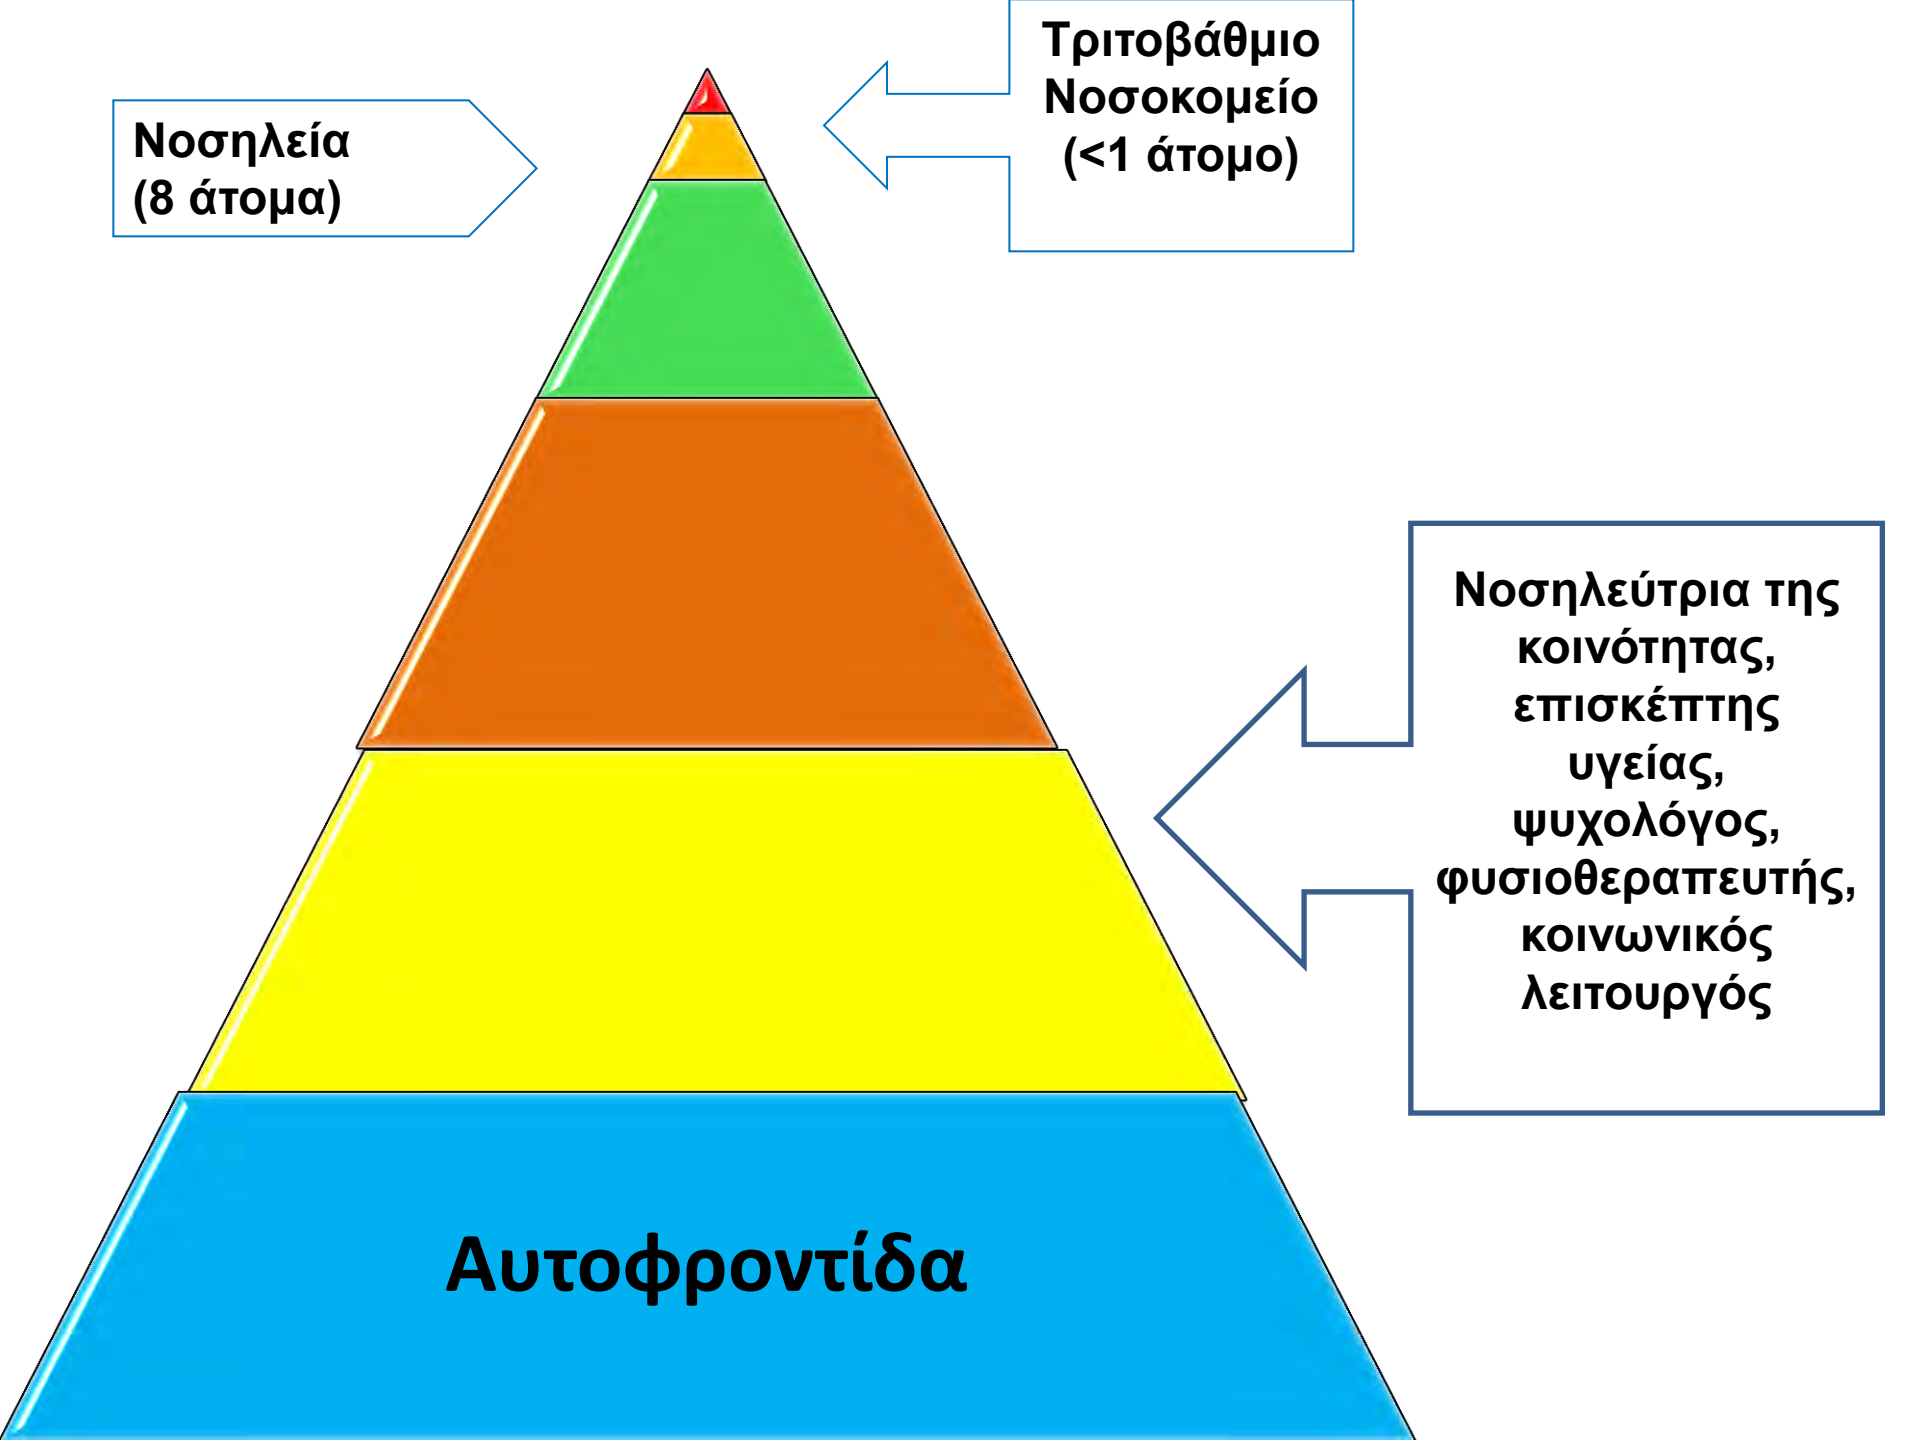 Τριτοβάθμιο
Νοσοκομείο
(<1 άτομο)
Νοσηλεία
(8 άτομα)
Νοσηλεύτρια της
κοινότητας,
επισκέπτης
υγείας,
ψυχολόγος,
φυσιοθεραπευτής,
κοινωνικός
λειτουργός
Αυτοφροντίδα